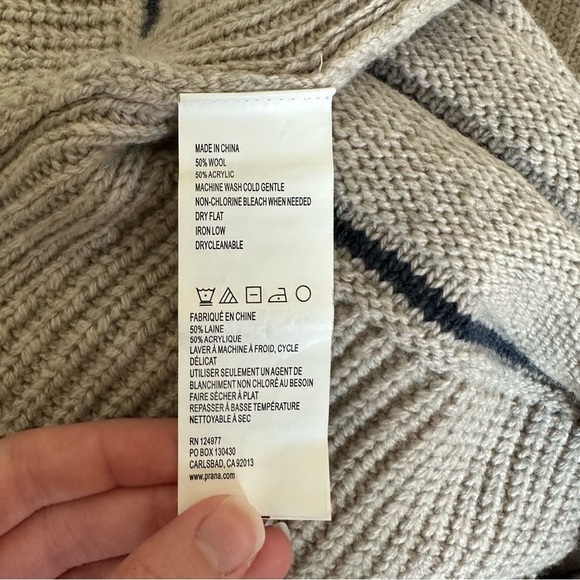 MADE IN CHINA
50% WOOL
50% ACRYLIC
MACHINE WASH COLD GENTLE
NON-CHLORINE BLEACH WHEN NEEDED
DRY FLAT
IRON LOW
DRYCLEANABLE
FABRIQUÉ EN CHINE
50% LAINE
50% ACRYLIQUE
LAVER À MACHINE À FROID, CYCLE
DÉLICAT
UTILISER SEULEMENT UN AGENT DE
BLANCHIMENT NON CHLORÉ AU BESOIN
FAIRE SÉCHER À PLAT
REPASSER À BASSE TEMPÉRATURE
NETTOYABLE À SEC
RN 124977
PO BOX 130430
CARLSBAD, CA 92013
www.prana.com